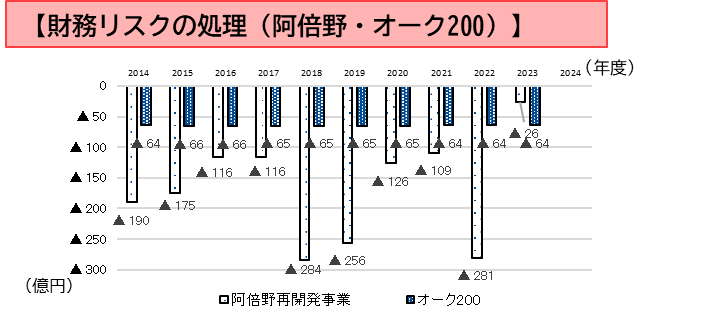 【財務リスクの処理（阿倍野・オーク200）】
2014 2015 2016 2017 2018 2019 2020 2021 2022 2023 2024
（年度）
0
▲ 50
▲ 100
▲ 150
▲ 200
▲ 250
▲ 300
（億円）
▲ 64 ▲ 66 ▲ 66 ▲ 65 ▲ 65 ▲ 65 ▲ 65 ▲ 64 ▲ 64 ▲ 64
▲ 190 ▲ 175 ▲ 116 ▲ 116 ▲ 284 ▲ 256 ▲ 126 ▲ 109 ▲ 281 ▲ 26
阿倍野再開発事業 オーク200